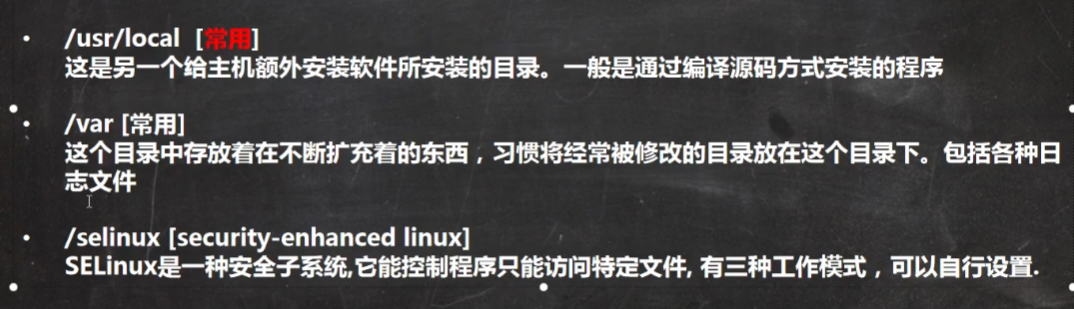 • /usr/local [常用]
这是另一个给主机额外安装软件所安装的目录。一般是通过编译源码方式安装的程序
• /var [常用]
这个目录中存放着在不断扩充着的东西，习惯将经常被修改的目录放在这个目录下。包括各种日
志文件
• /selinux [security-enhanced linux]
SELinux是一种安全子系统,它能控制程序只能访问特定文件, 有三种工作模式，可以自行设置.